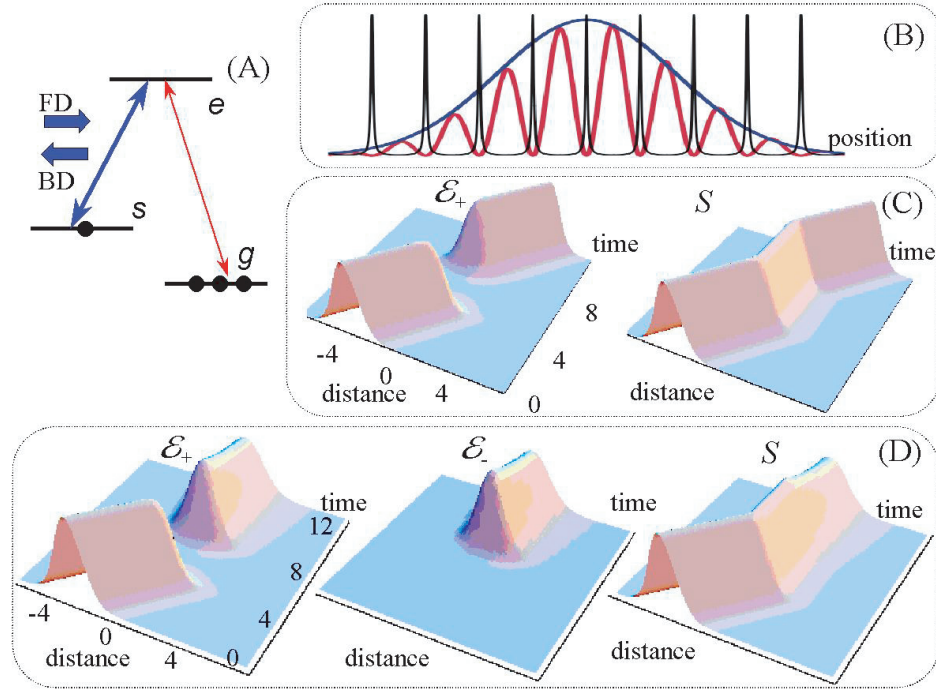 (A)
e
FD
BD
s
g
(B)
position
ℰ+
S
(C)
time
time
8
-4
0
4
4
distance
0
distance
ℰ+
ℰ-
S
(D)
time
12
time
time
8
-4
0
4
4
0
distance
distance
distance